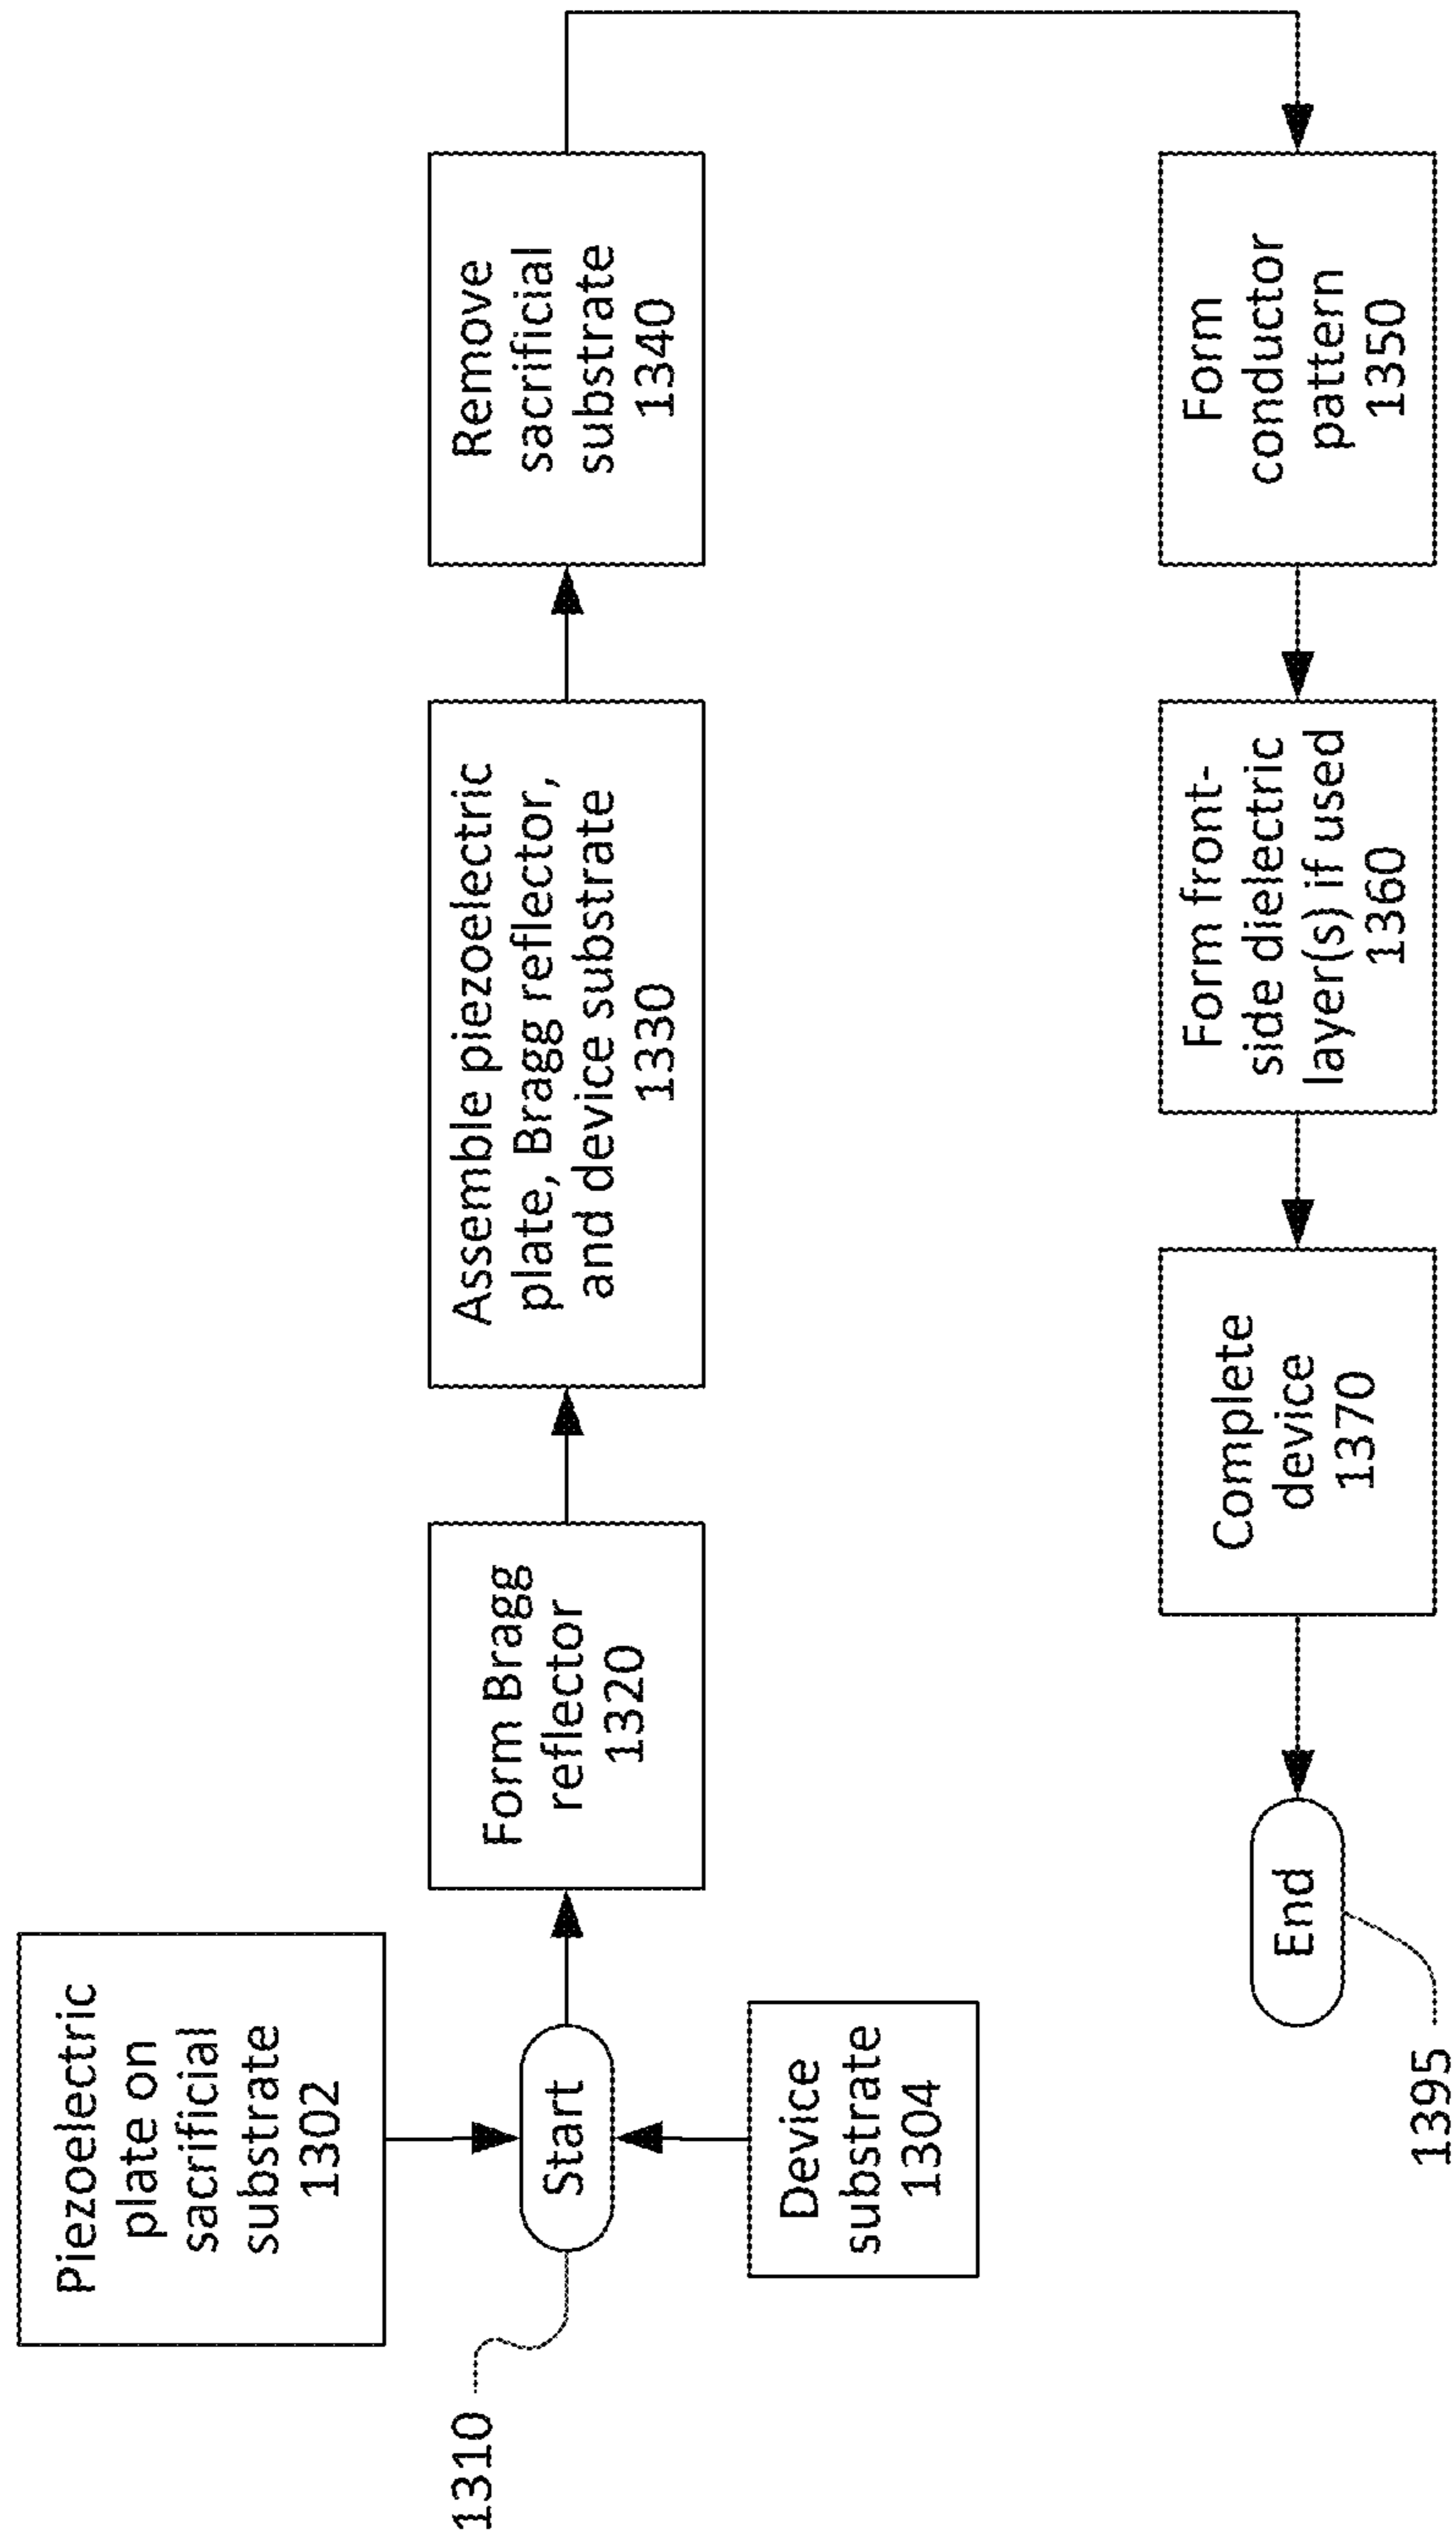 Piezoelectric
plate on
sacrificial
substrate
1302
1310
Start
Device
substrate
1304
Form Bragg
reflector
1320
Assemble piezoelectric
plate, Bragg reflector,
and device substrate
1330
Remove
sacrificial
substrate
1340
Form
conductor
pattern
1350
Form front-
side dielectric
layer(s) if used
1360
Complete
device
1370
End
1395